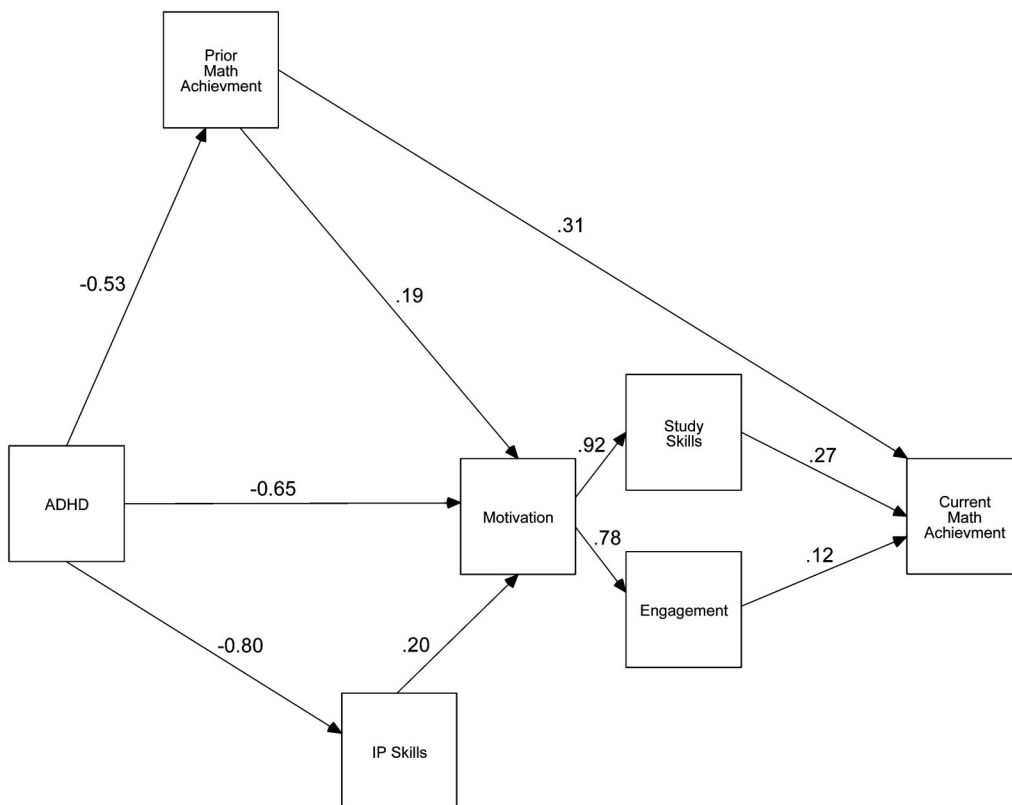 Prior
Math
Achievment
.31
-0.53
.19
Study
Skills
.92
.27
ADHD
-0.65
Motivation
Current
Math
Achievment
.78
.12
Engagement
-0.80
.20
IP Skills